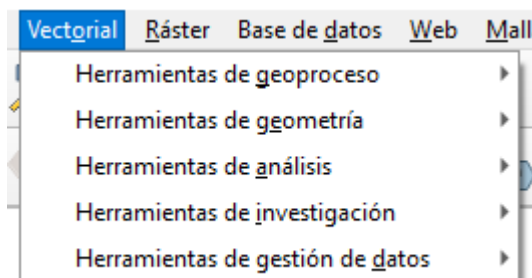 Vectorial Ráster Base de datos Web Mall
Herramientas de geoproceso
Herramientas de geometría
Herramientas de análisis
Herramientas de investigación
Herramientas de gestión de datos